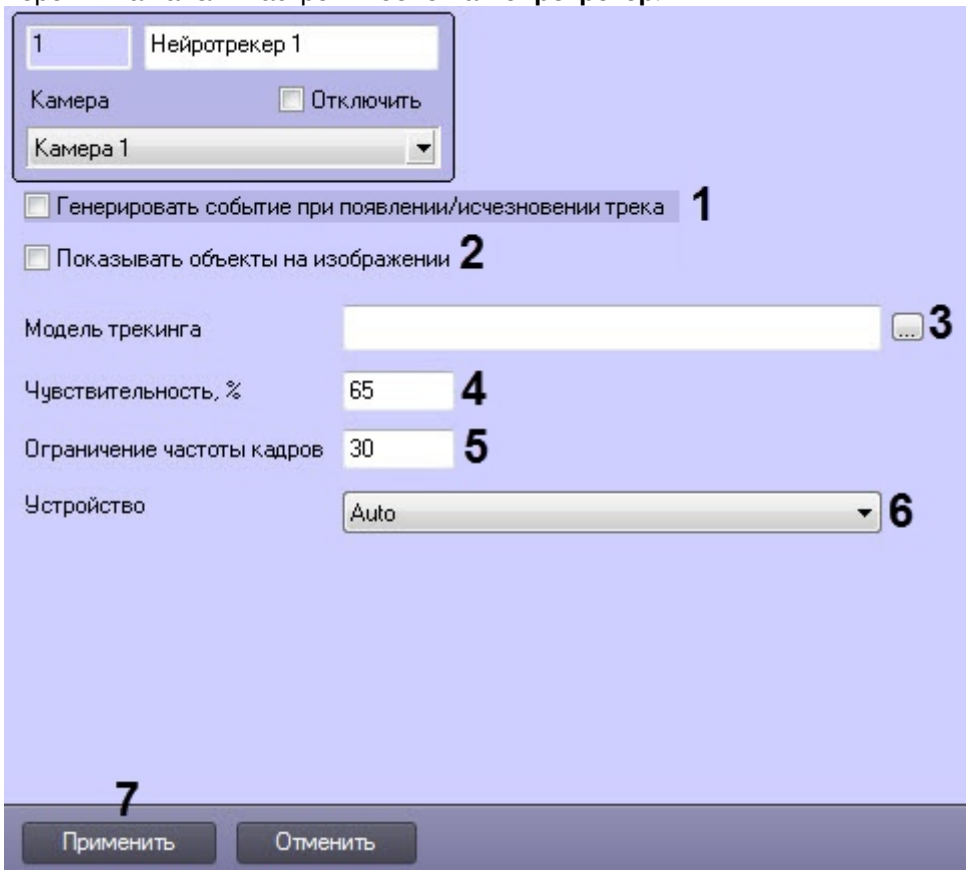 1 Нейротрекер 1
Камера Отключить
Камера 1
Генерировать событие при появлении/исчезновении трека 1
Показывать объекты на изображении 2
Модель трекинга ... 3
Чувствительность, % 65 4
Ограничение частоты кадров 30 5
Устройство Auto 6
7
Применить Отменить